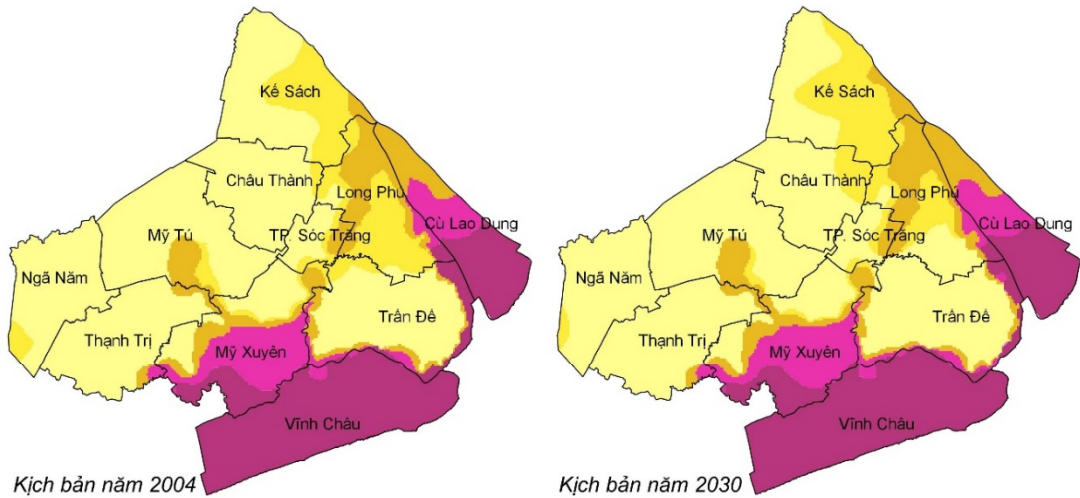 Kế Sách
Châu Thành
Long Phú
Cù Lao Dung
Mỹ Tú
TP. Sóc Trăng
Ngã Năm
Trần Đề
Thạnh Trị
Mỹ Xuyên
Vĩnh Châu
Kịch bản năm 2004
Kế Sách
Châu Thành
Long Phú
Cù Lao Dung
Mỹ Tú
TP. Sóc Trăng
Ngã Năm
Trần Đề
Thạnh Trị
Mỹ Xuyên
Vĩnh Châu
Kịch bản năm 2030